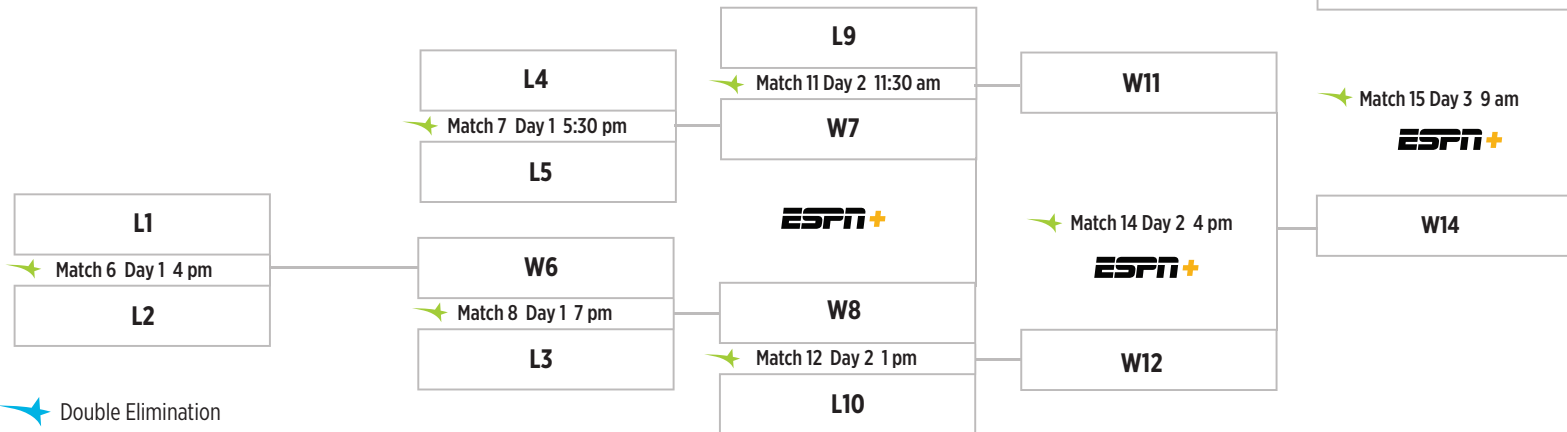 L9
L4
Match 11 Day 2 11:30 am
W11
Match 7 Day 1 5:30 pm
W7
Match 15 Day 3 9 am
ESPN+
L5
L1
ESPN+
Match 14 Day 2 4 pm
W14
Match 6 Day 1 4 pm
W6
ESPN+
L2
Match 8 Day 1 7 pm
W8
L3
Match 12 Day 2 1 pm
W12
Double Elimination
L10